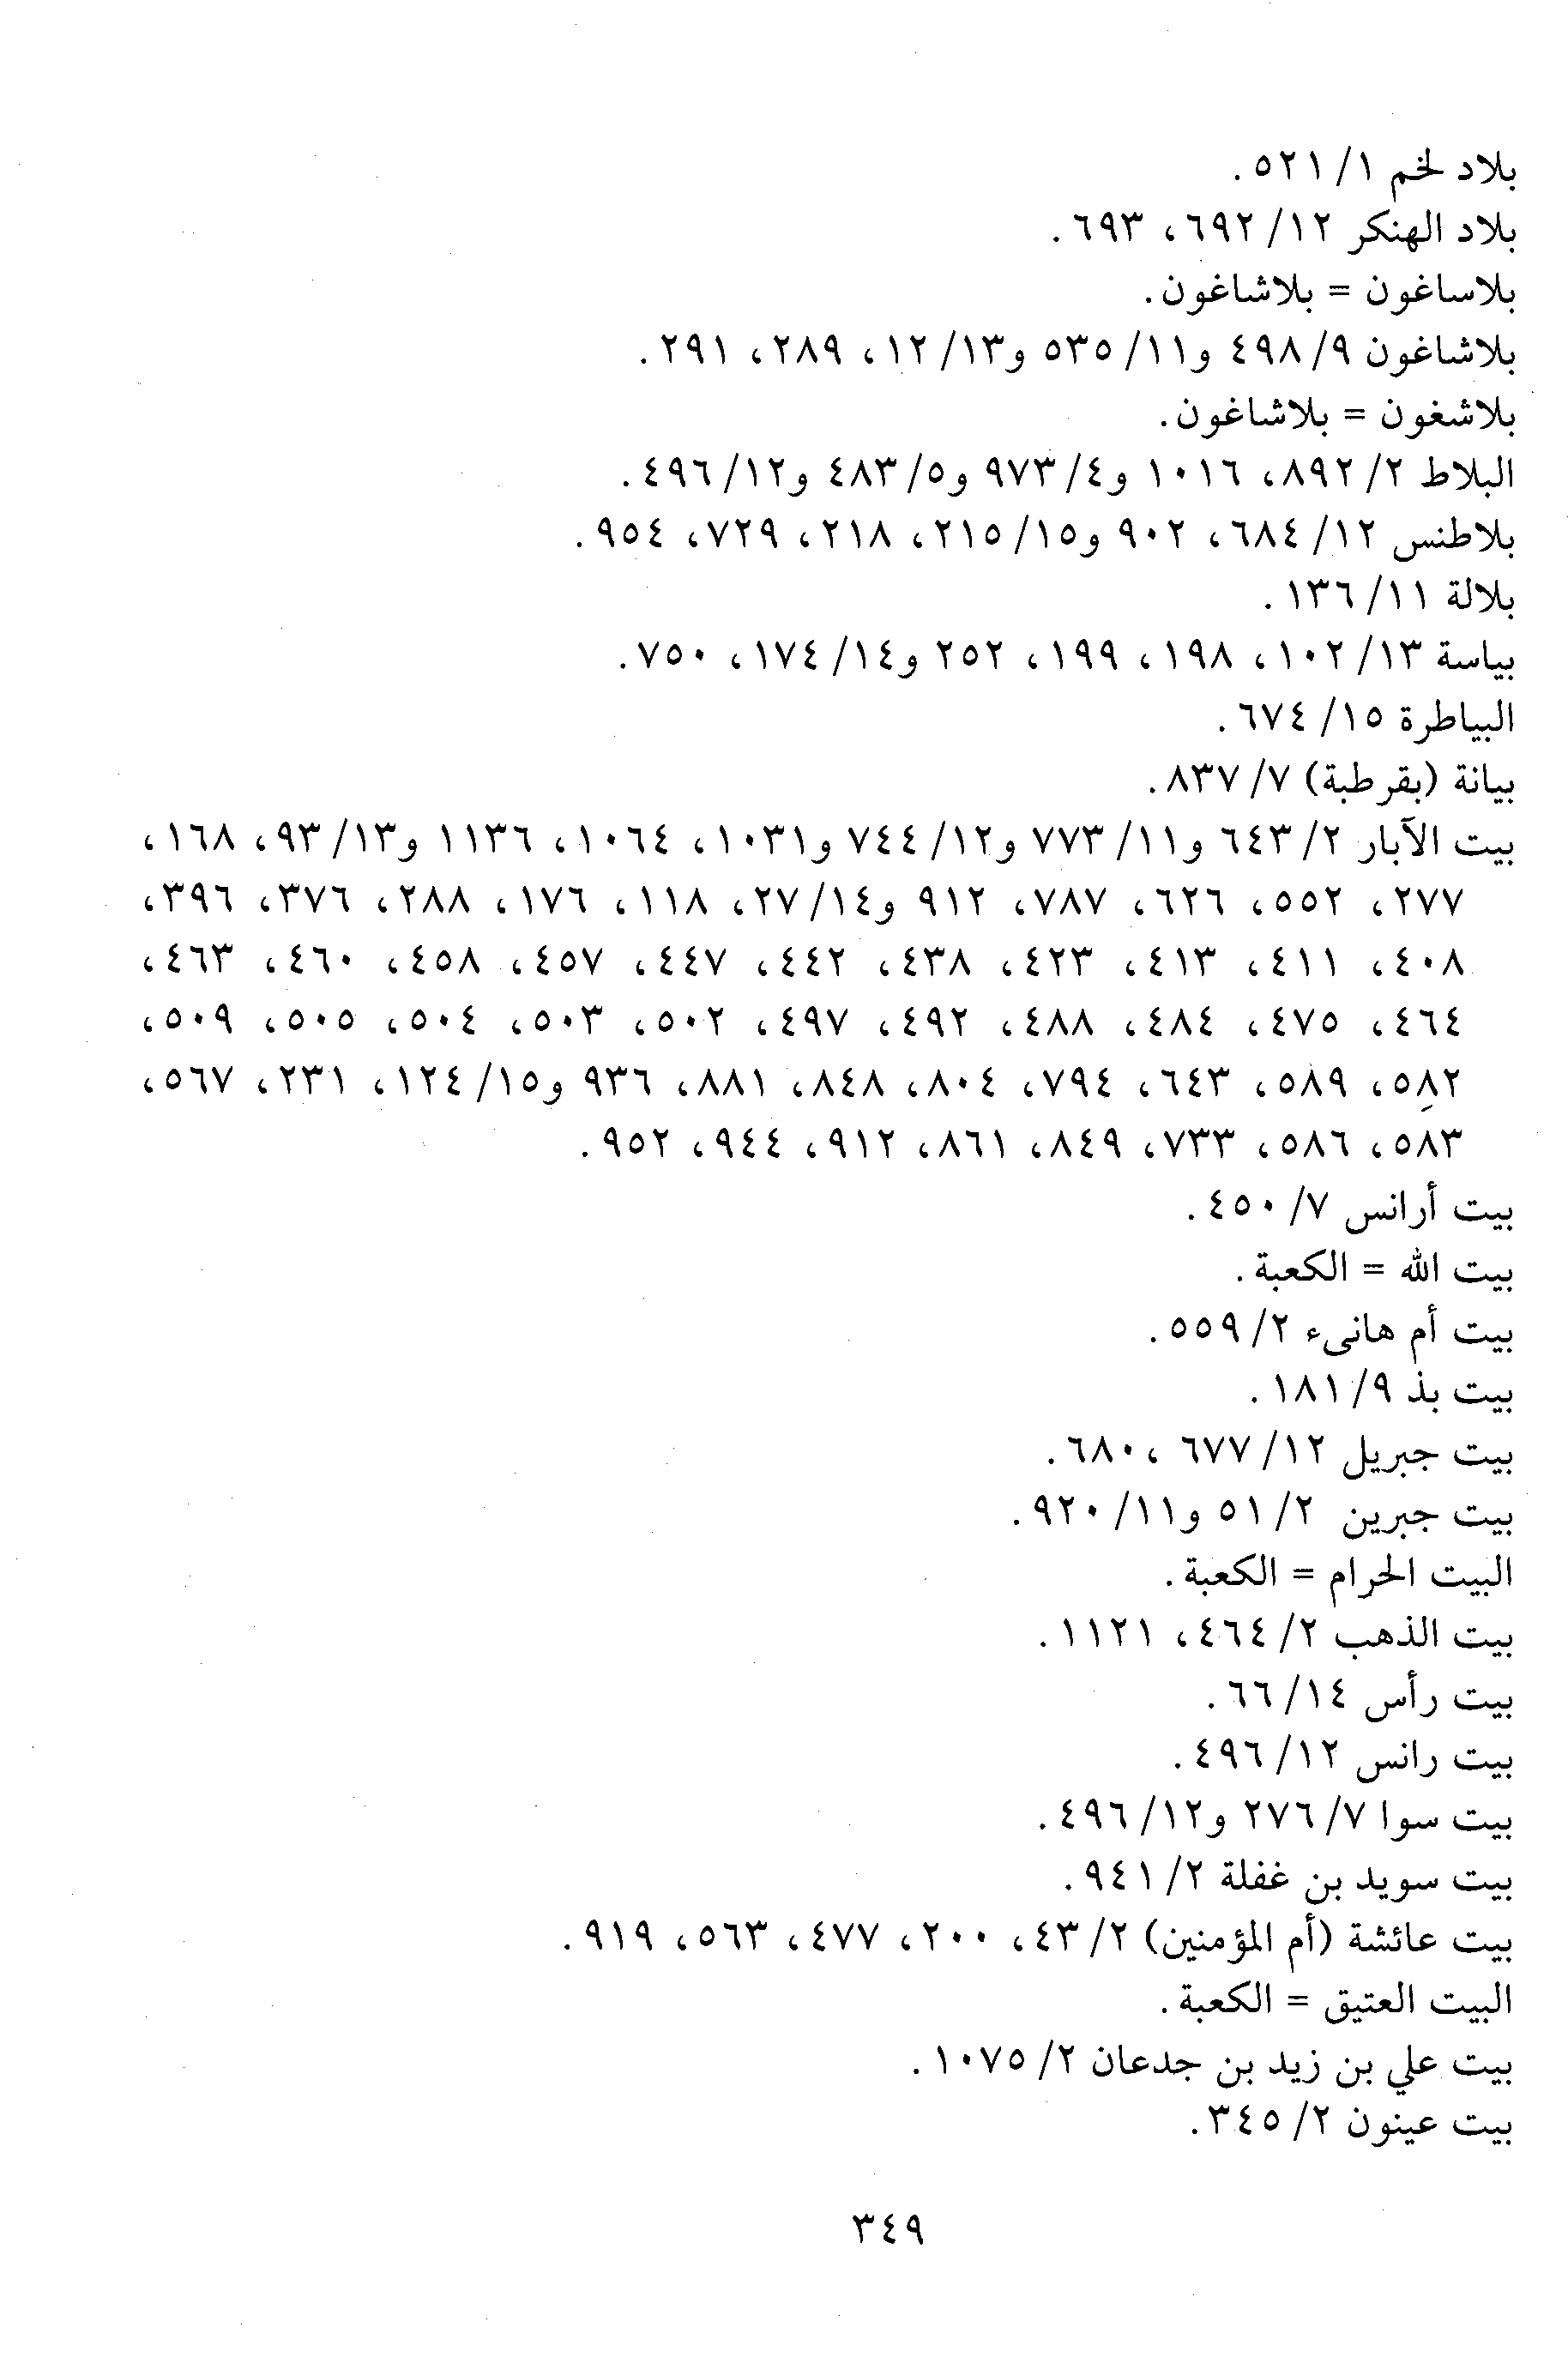 بلاد لخم ١/ ٥٢١.
بلاد الهنكر ١٢/ ٦٩٢، ٦٩٣.
بلاساغون = بلاشاغون.
بلاشاغون ٩/ ٤٩٨ و١١/ ٥٣٥ و١٣/ ١٢، ٢٨٩، ٢٩١.
بلاشغون = بلاشاغون.
البلاط ٢/ ٨٩٢، ١٠١٦ و٤/ ٩٧٣ و٥/ ٤٨٣ و١٢/ ٤٩٦.
بلاطنس ١٢/ ٦٨٤، ٩٠٢ و١٥/ ٢١٥، ٢١٨، ٧٢٩، ٩٥٤.
بلالة ١١/ ١٣٦.
بياسة ١٣/ ١٠٢، ١٩٨، ١٩٩، ٢٥٢ و١٤/ ١٧٤، ٧٥٠.
البياطرة ١٥/ ٦٧٤.
بيانة (بقرطبة) ٧/ ٨٣٧.
بيت الآبار ٢/ ٦٤٣ و١١/ ٧٧٣ و١٢/ ٧٤٤ و١٠٣١، ١٠٦٤، ١١٣٦ و١٣/ ٩٣، ١٦٨،
٢٧٧، ٥٥٢، ٦٢٦، ٧٨٧، ٩١٢ و١٤/ ٢٧، ١١٨، ١٧٦، ٢٨٨، ٣٧٦، ٣٩٦،
٤٠٨، ٤١١، ٤١٣، ٤٢٣، ٤٣٨، ٤٤٢، ٤٤٧، ٤٥٧، ٤٥٨، ٤٦٠، ٤٦٣،
٤٦٤، ٤٧٥، ٤٨٤، ٤٨٨، ٤٩٢، ٤٩٧، ٥٠٢، ٥٠٣، ٥٠٤، ٥٠٥، ٥٠٩،
٥٨٢، ٥٨٩، ٦٤٣، ٧٩٤، ٨٠٤، ٨٤٨، ٨٨١، ٩٣٦ و١٥/ ١٢٤، ٢٣١، ٥٦٧،
٥٨٣، ٥٨٦، ٧٣٣، ٨٤٩، ٨٦١، ٩١٢، ٩٤٤، ٩٥٢.
بيت أرانس ٧/ ٤٥٠.
بيت الله = الكعبة.
بيت أم هانىء ٢/ ٥٥٩.
بيت بذ ٩/ ١٨١.
بيت جبريل ١٢/ ٦٧٧ ،٦٨٠.
بيت جبرين ٢/ ٥١ و١١/ ٩٢٠.
البيت الحرام = الكعبة.
بيت الذهب ٢/ ٤٦٤، ١١٢١.
بيت رأس ١٤/ ٦٦.
بيت رانس ١٢/ ٤٩٦.
بيت سوا ٧/ ٢٧٦ و١٢/ ٤٩٦.
بيت سويد بن غفلة ٢/ ٩٤١.
بيت عائشة (أم المؤمنين) ٢/ ٤٣، ٢٠٠، ٤٧٧، ٥٦٣، ٩١٩.
البيت العتيق = الكعبة.
بيت علي بن زيد بن جدعان ٢/ ١٠٧٥.
بيت عينون ٢/ ٣٤٥.
٣٤٩